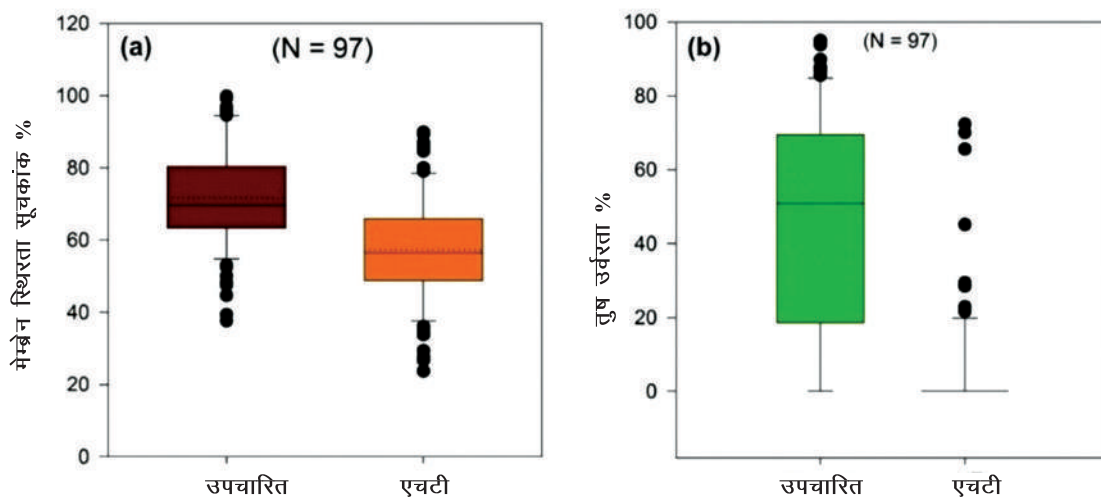 (a)
(N = 97)
मेम्ब्रेन स्थिरता सूचकांक %
120
100
80
60
40
20
0
उपचारित
एचटी
(b)
(N = 97)
तुष उर्वरता %
100
80
60
40
20
0
उपचारित
एचटी